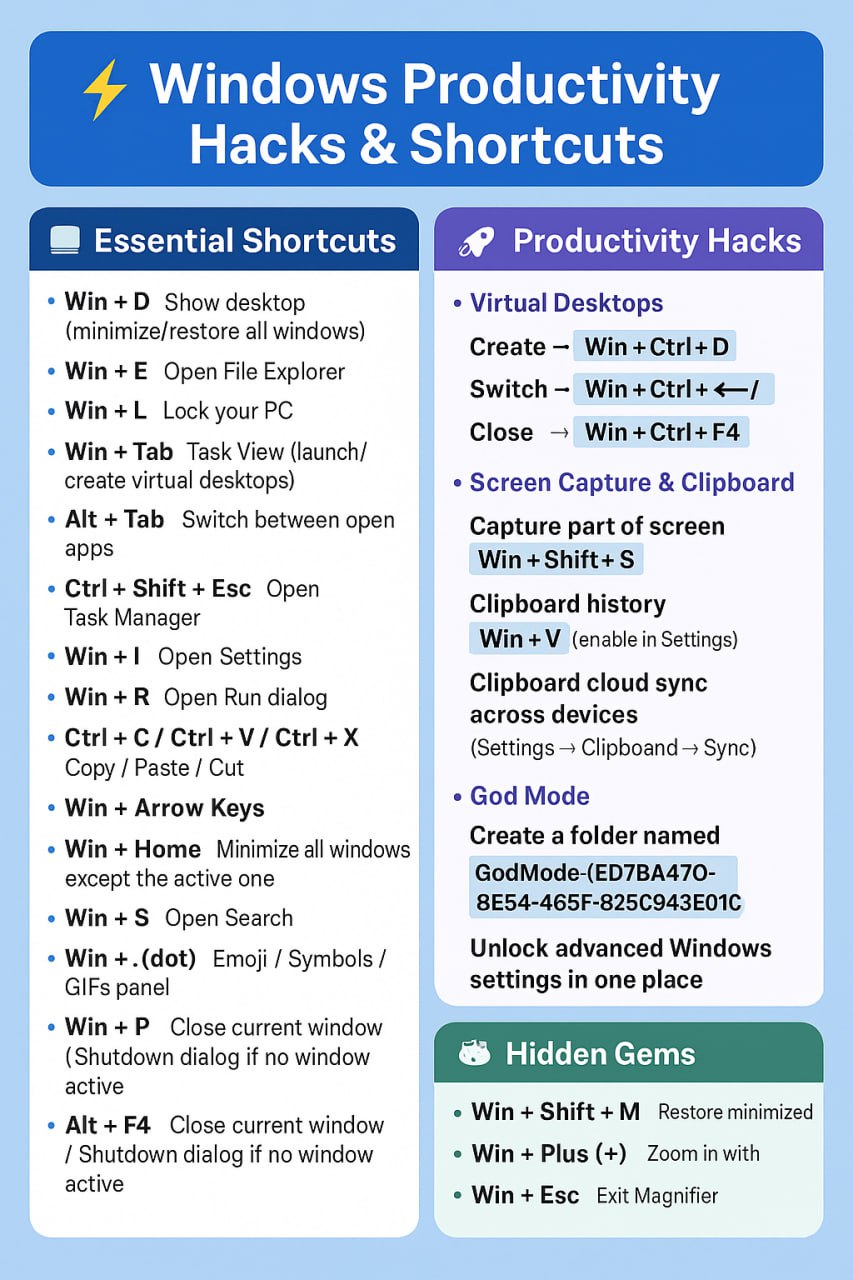 ⚡ Windows Productivity
Hacks & Shortcuts
Essential Shortcuts
• Win + D Show desktop
(minimize/restore all windows)
• Win + E Open File Explorer
• Win + L Lock your PC
• Win + Tab Task View (launch/
create virtual desktops)
• Alt + Tab Switch between open
apps
• Ctrl + Shift + Esc Open
Task Manager
• Win + I Open Settings
• Win + R Open Run dialog
• Ctrl + C / Ctrl + V / Ctrl + X
Copy / Paste / Cut
• Win + Arrow Keys
• Win + Home Minimize all windows
except the active one
• Win + S Open Search
• Win + . (dot) Emoji / Symbols /
GIFs panel
• Win + P Close current window
(Shutdown dialog if no window
active
• Alt + F4 Close current window
/ Shutdown dialog if no window
active
Productivity Hacks
• Virtual Desktops
Create → Win + Ctrl + D
Switch → Win + Ctrl + ← /
Close → Win + Ctrl + F4
• Screen Capture & Clipboard
Capture part of screen
Win + Shift + S
Clipboard history
Win + V (enable in Settings)
Clipboard cloud sync
across devices
(Settings → Clipboand → Sync)
• God Mode
Create a folder named
GodMode-(ED7BA47O-
8E54-465F-825C943E01C
Unlock advanced Windows
settings in one place
Hidden Gems
• Win + Shift + M Restore minimized
• Win + Plus (+) Zoom in with
• Win + Esc Exit Magnifier